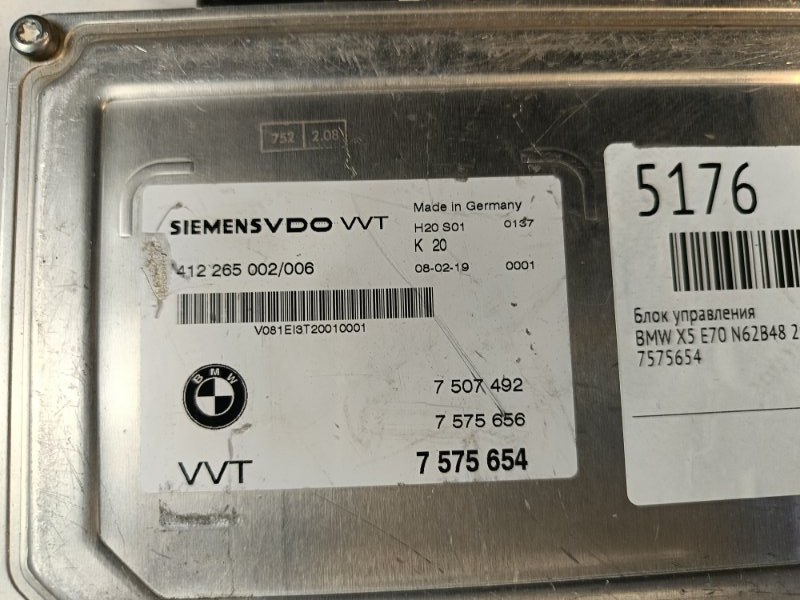 752 2.08
SIEMENSVDO VVT
Made in Germany
H20 S01 0137
K 20
412 265 002/006
08-02-19 0001
V081EI3T20010001
BMW
7 507 492
7 575 656
VVT
7 575 654
5176
Блок управления
BMW X5 E70 N62B48 2
7575654